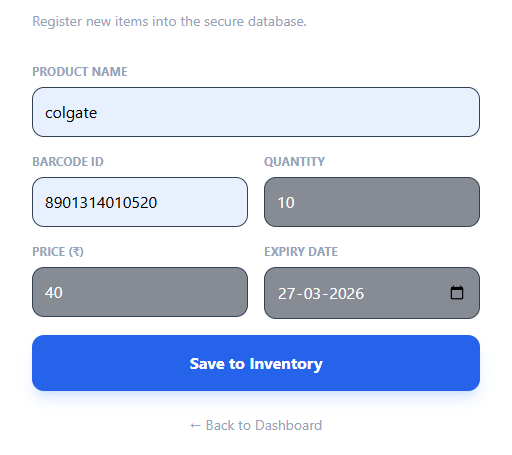 Register new items into the secure database.
PRODUCT NAME
colgate
BARCODE ID QUANTITY
8901314010520 10
PRICE (₹) EXPIRY DATE
40 27-03-2026
Save to Inventory
← Back to Dashboard